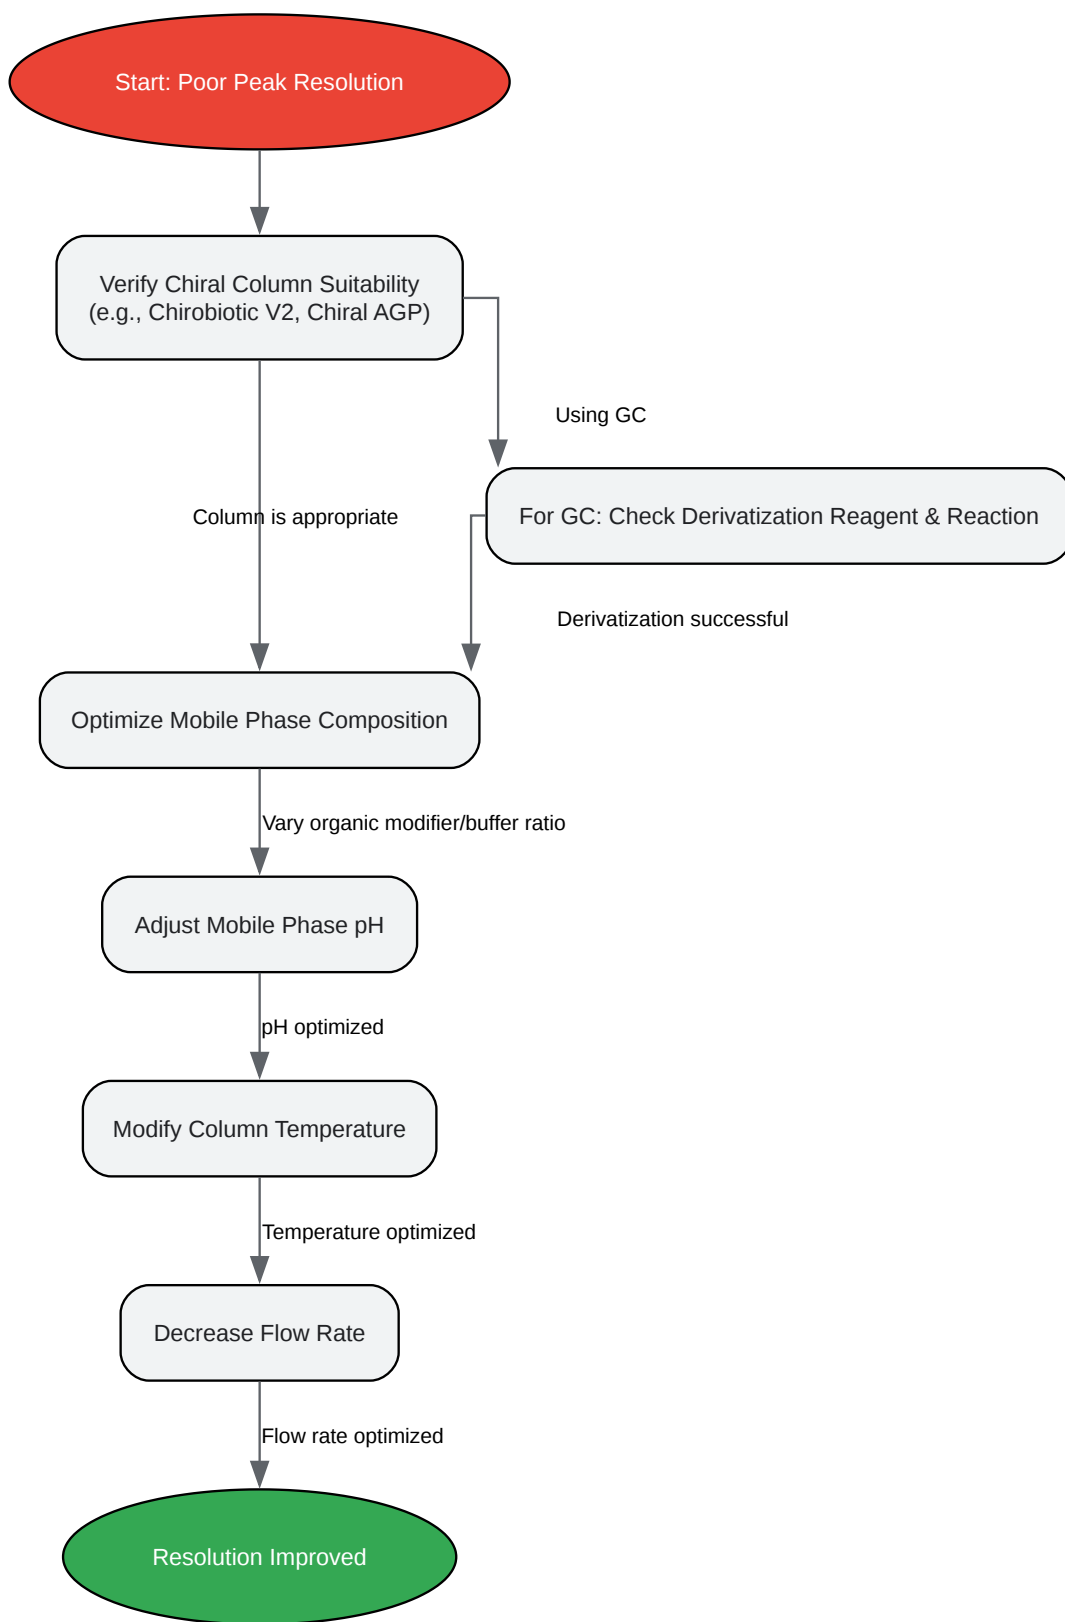 Start: Poor Peak Resolution
Verify Chiral Column Suitability
(e.g., Chirobiotic V2, Chiral AGP)
Using GC
Column is appropriate
For GC: Check Derivatization Reagent & Reaction
Derivatization successful
Optimize Mobile Phase Composition
Vary organic modifier/buffer ratio
Adjust Mobile Phase pH
pH optimized
Modify Column Temperature
Temperature optimized
Decrease Flow Rate
Flow rate optimized
Resolution Improved